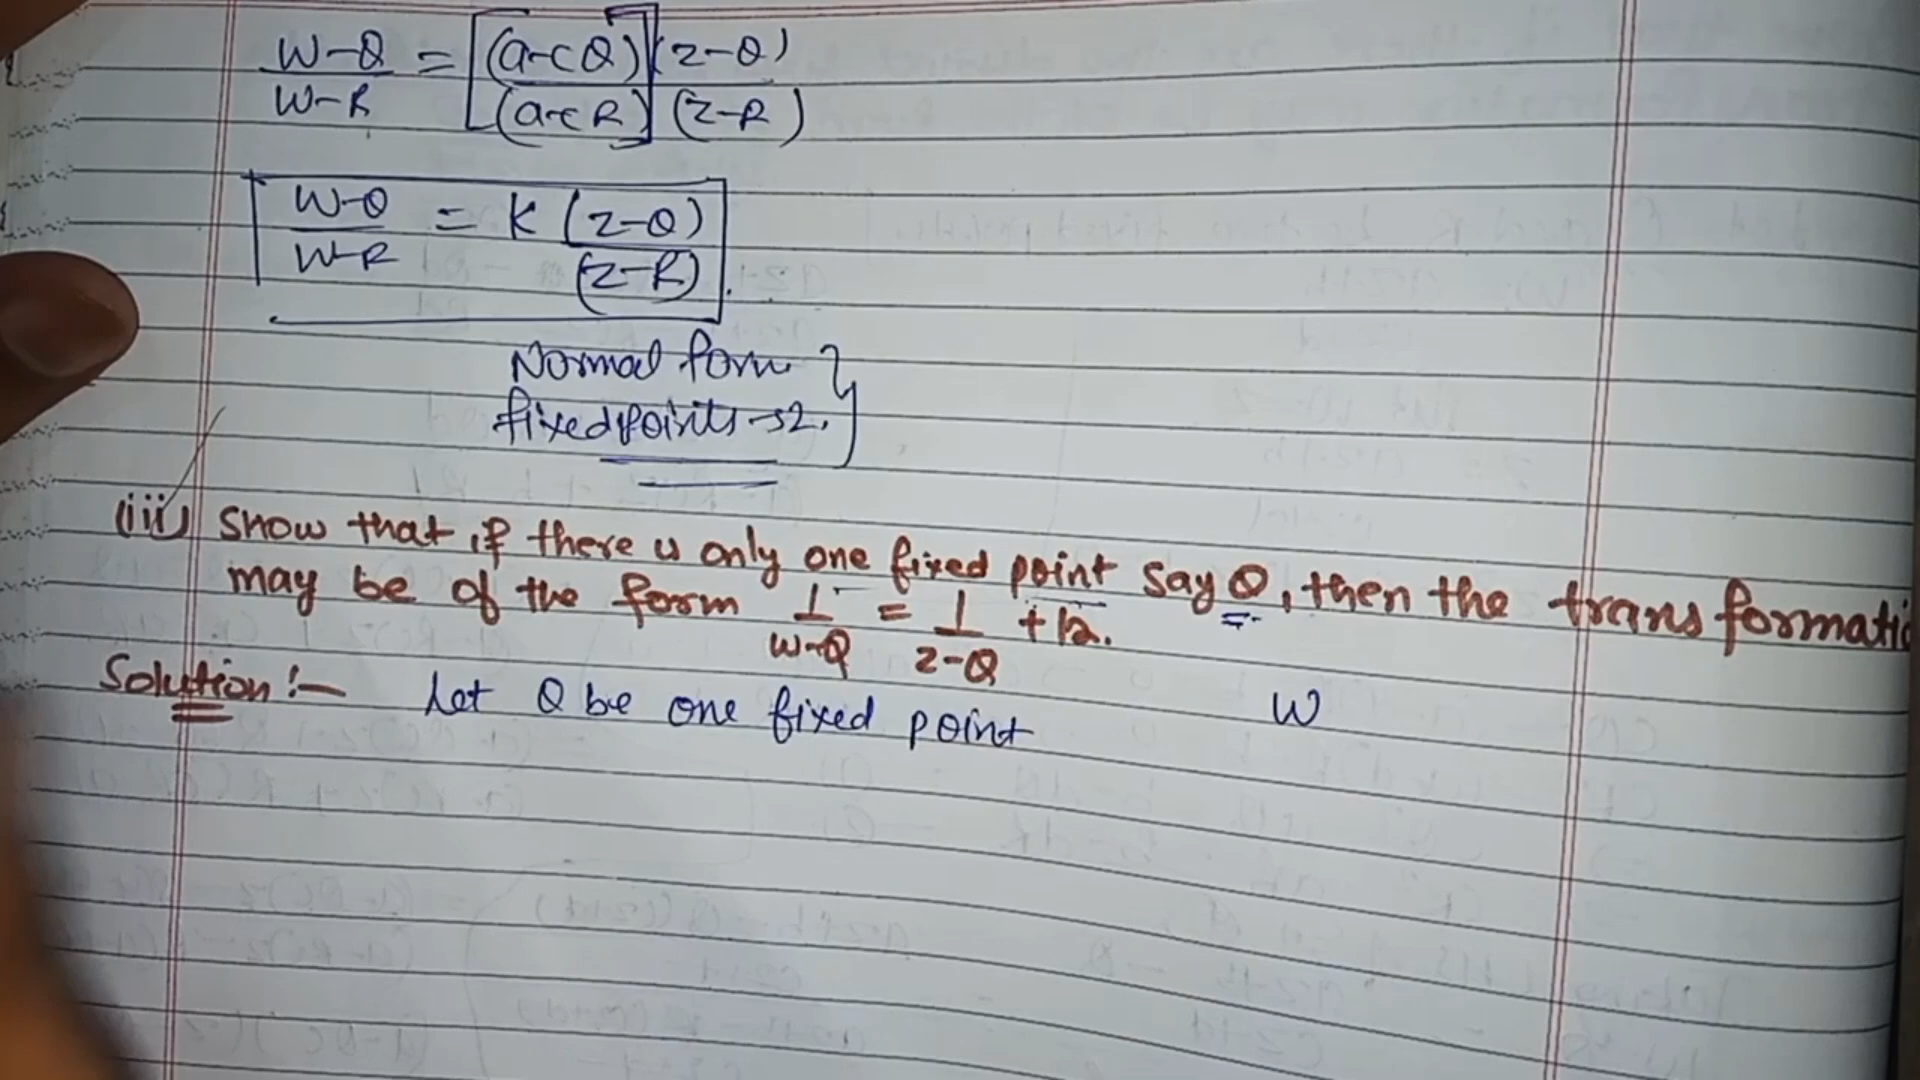 W-Q = [(a-cQ)] (z-Q)
W-R [(a-cR)] (z-R)
W-Q = K (z-Q)
W-R (z-R).
Normal form }
fixed points → 2. }
(iii) Show that if there is only one fixed point say Q, then the transformatio
may be of the form 1 = 1 + k.
W-Q z-Q
Solution :- Let Q be one fixed point W